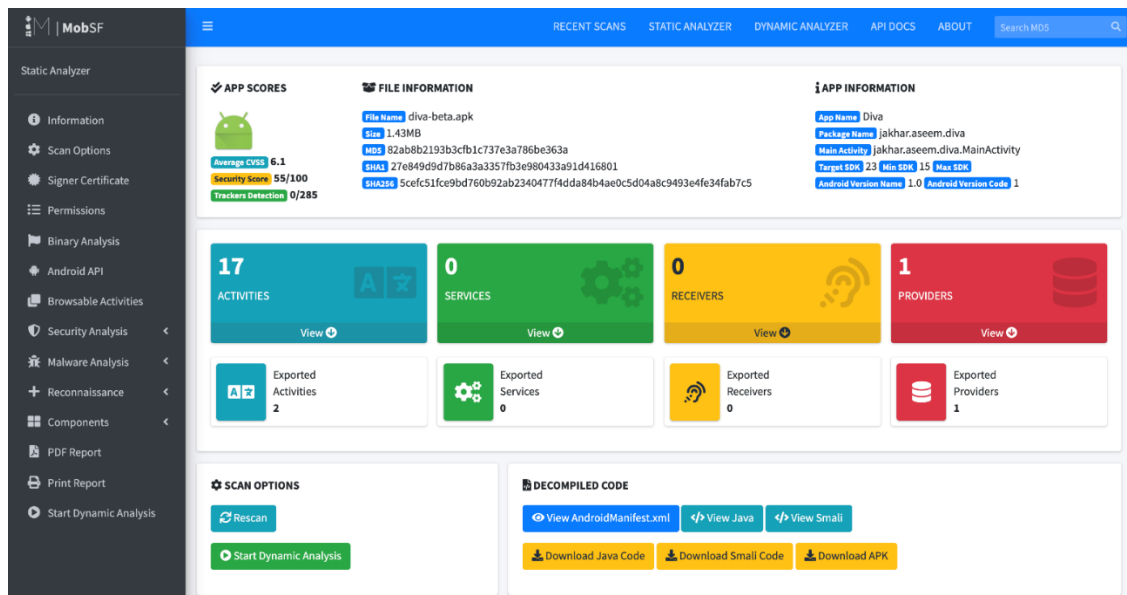 MobSF
RECENT SCANS STATIC ANALYZER DYNAMIC ANALYZER API DOCS ABOUT Search MD5
Static Analyzer
Information
Scan Options
Signer Certificate
Permissions
Binary Analysis
Android API
Browsable Activities
Security Analysis
Malware Analysis
Reconnaissance
Components
PDF Report
Print Report
Start Dynamic Analysis
APP SCORES
Average CVSS 6.1
Security Score 55/100
Trackers Detection 0/285
FILE INFORMATION
File Name diva-beta.apk
Size 1.43MB
MD5 82ab8b2193b3cfb1c737e3a786be363a
SHA1 27e849d9d7b86a3a3357fb3e980433a91d416801
SHA256 5cefc51fce9bd760b92ab2340477f4dda84b4ae0c5d04a8c9493e4fe34fab7c5
APP INFORMATION
App Name Diva
Package Name jakhar.aseem.diva
Main Activity jakhar.aseem.diva.MainActivity
Target SDK 23 Min SDK 15 Max SDK
Android Version Name 1.0 Android Version Code 1
17
ACTIVITIES
View
0
SERVICES
View
0
RECEIVERS
View
1
PROVIDERS
View
Exported
Activities
2
Exported
Services
0
Exported
Receivers
0
Exported
Providers
1
SCAN OPTIONS
Rescan
Start Dynamic Analysis
DECOMPILED CODE
View AndroidManifest.xml View Java View Smali
Download Java Code Download Smali Code Download APK